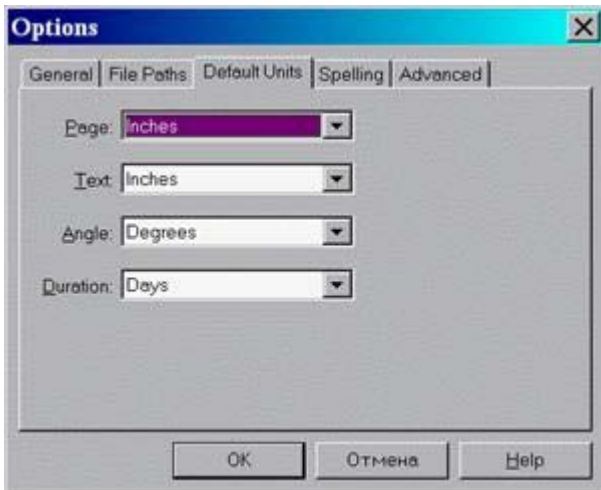 Options
General File Paths Default Units Spelling Advanced
Page: Inches
Text: Inches
Angle: Degrees
Duration: Days
OK Отмена Help